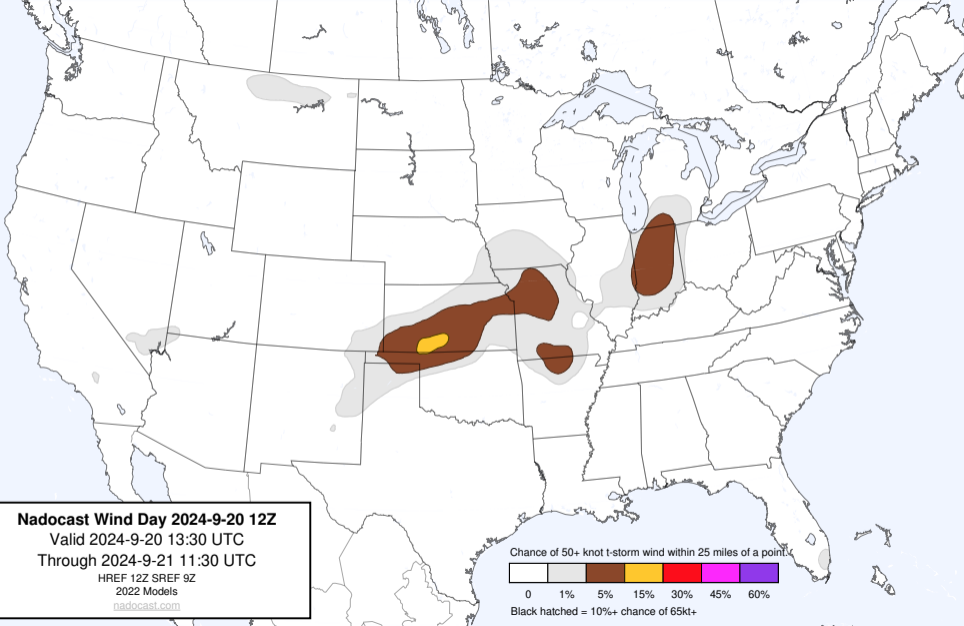 Nadocast Wind Day 2024-9-20 12Z
Valid 2024-9-20 13:30 UTC
Through 2024-9-21 11:30 UTC
HREF 12Z SREF 9Z
2022 Models
nadocast.com
Chance of 50+ knot t-storm wind within 25 miles of a point.
0 1% 5% 15% 30% 45% 60%
Black hatched = 10%+ chance of 65kt+